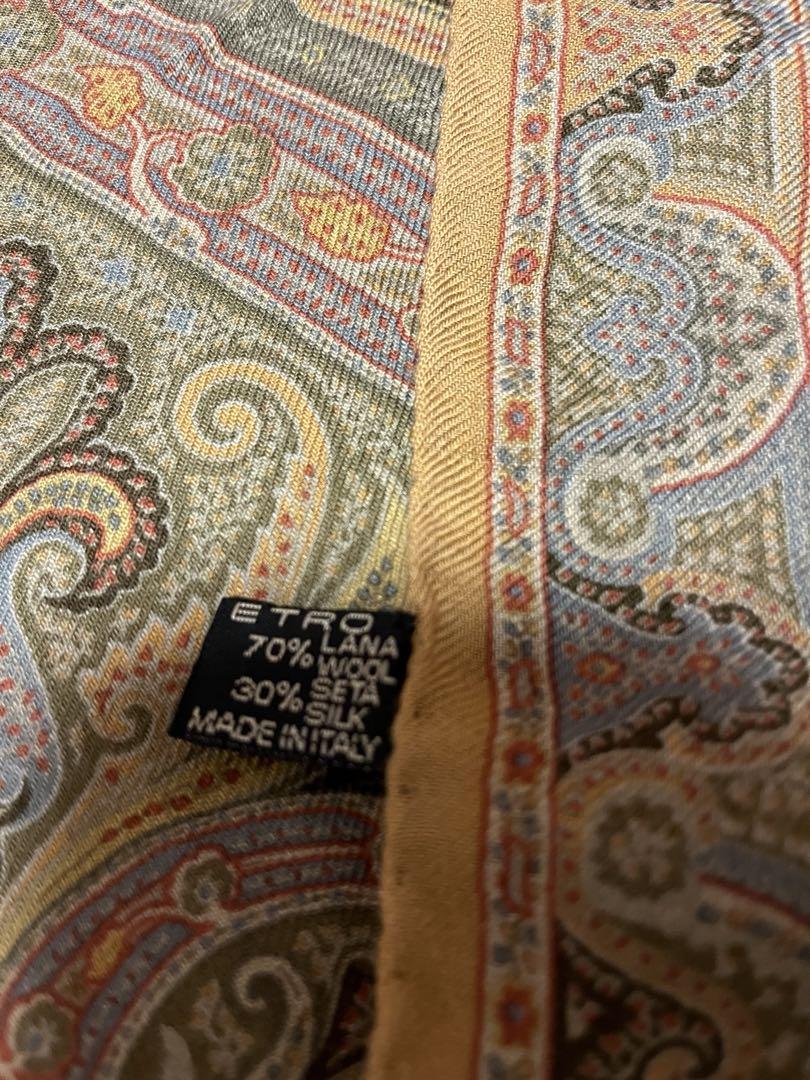 ETRO
70% LANA
WOOL
30% SETA
SILK
MADE IN ITALY